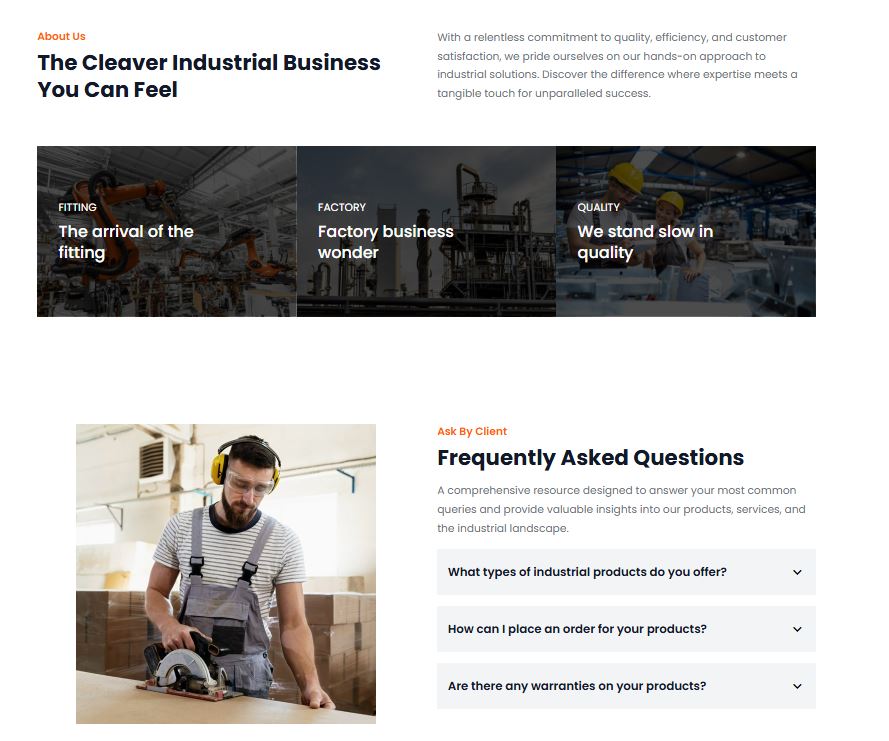 About Us
The Cleaver Industrial Business
You Can Feel
With a relentless commitment to quality, efficiency, and customer
satisfaction, we pride ourselves on our hands-on approach to
industrial solutions. Discover the difference where expertise meets a
tangible touch for unparalleled success.
FITTING
The arrival of the
fitting
FACTORY
Factory business
wonder
QUALITY
We stand slow in
quality
Ask By Client
Frequently Asked Questions
A comprehensive resource designed to answer your most common
queries and provide valuable insights into our products, services, and
the industrial landscape.
What types of industrial products do you offer?
How can I place an order for your products?
Are there any warranties on your products?